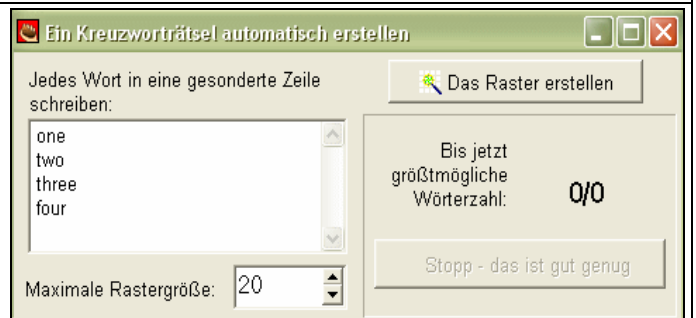 Ein Kreuzworträtsel automatisch erstellen
Jedes Wort in eine gesonderte Zeile
schreiben:
one
two
three
four
Maximale Rastergröße:
20
Das Raster erstellen
Bis jetzt
größtmögliche
Wörterzahl:
0/0
Stopp - das ist gut genug